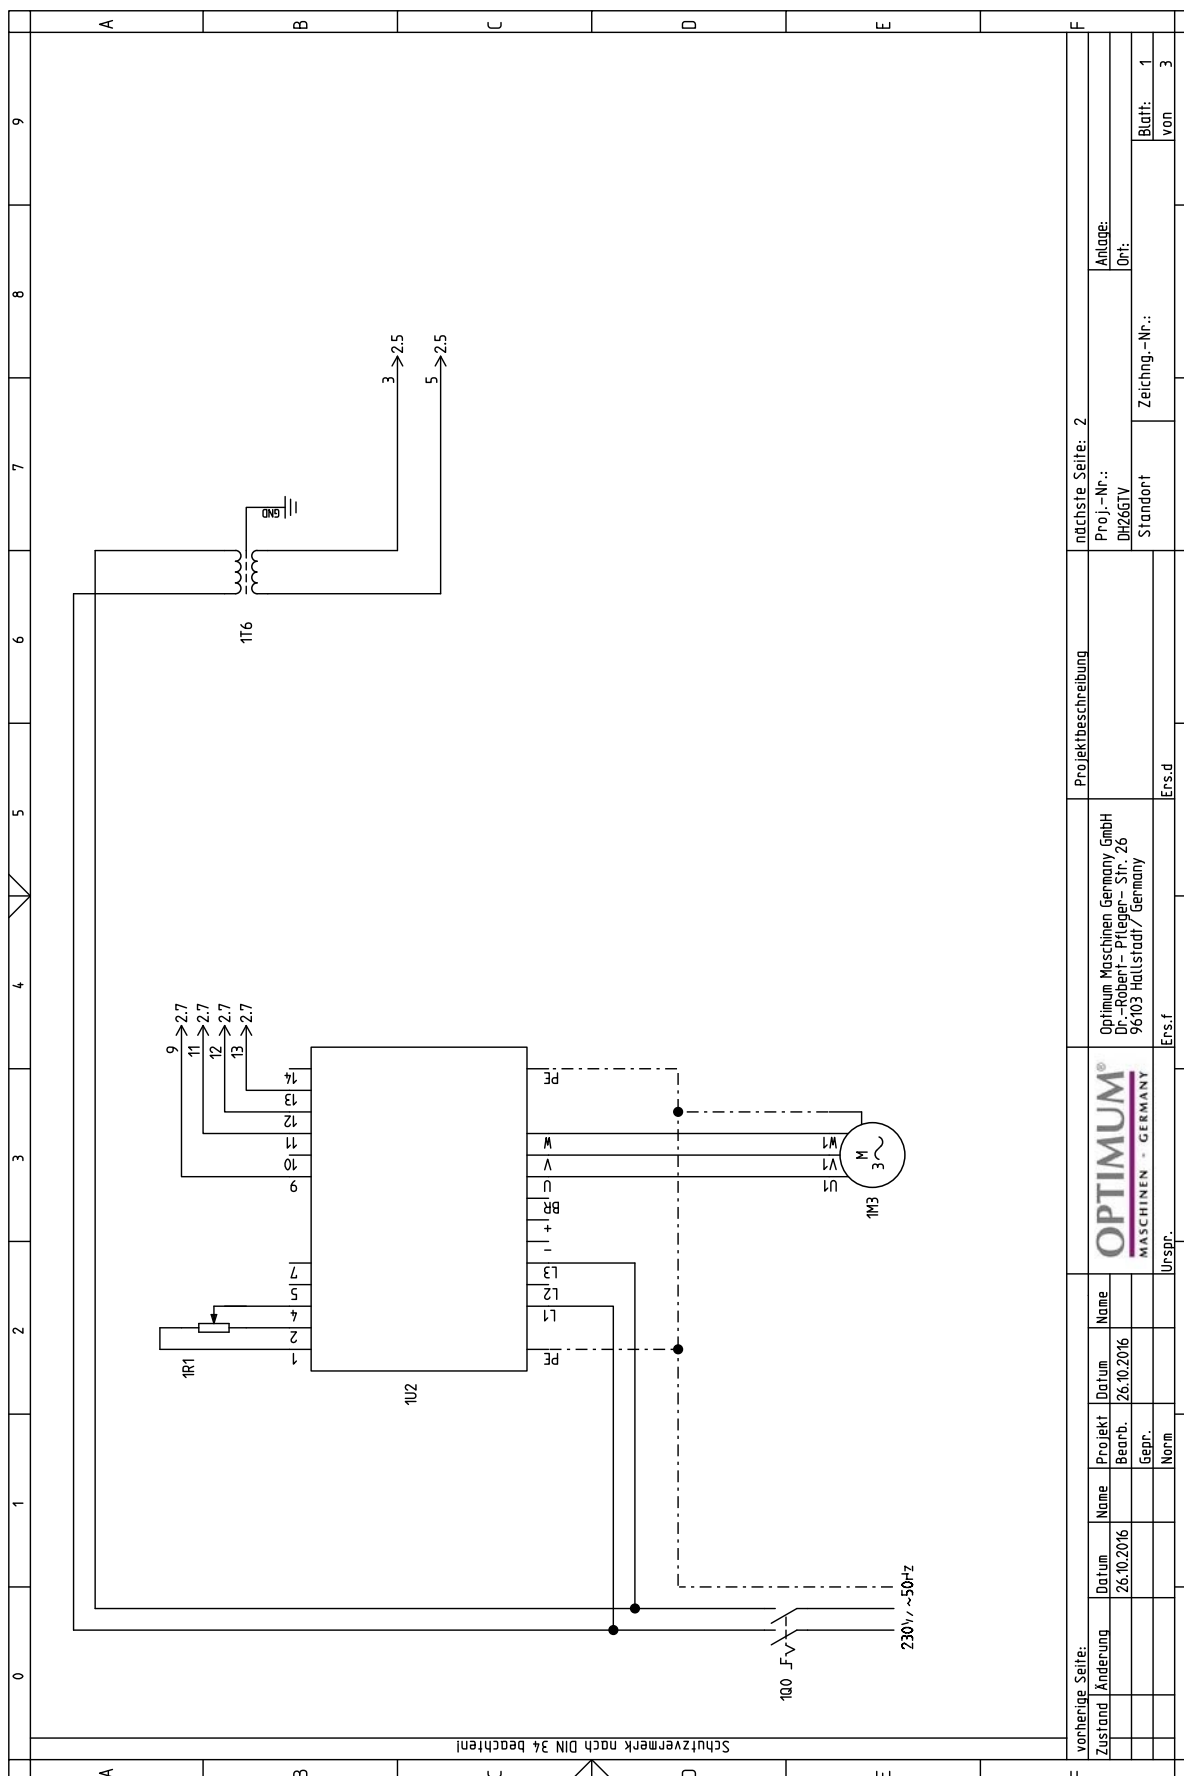 0 1 2 3 4 5 6 7 8 9
A
B
C
D
E
F
Schutzvermerk nach DIN 34 beachten!
1R1
9 2.7
11 2.7
12 2.7
13 2.7
1 2 4 5 7 9 10 11 12 13 14
1U2
PE L1 L2 L3 - + BR U V W PE
U1 V1 W1
M
3
1M3
1Q0
230V/ ~50Hz
1T6
GND
3 2.5
5 2.5
vorherige Seite:
nächste Seite: 2
Zustand Änderung Datum Name Projekt Datum Name
26.10.2016 Bearb. 26.10.2016
Gepr.
Norm
Urspr.
OPTIMUM®
MASCHINEN - GERMANY
Optimum Maschinen Germany GmbH
Dr.-Robert- Pfleger- Str. 26
96103 Hallstadt/ Germany
Ers.f
Ers.d
Projektbeschreibung
Proj.-Nr.:
DH26GTV
Standort
Zeichng.-Nr.:
Anlage:
Ort:
Blatt: 1
von 3
A
B
C
D
E
F